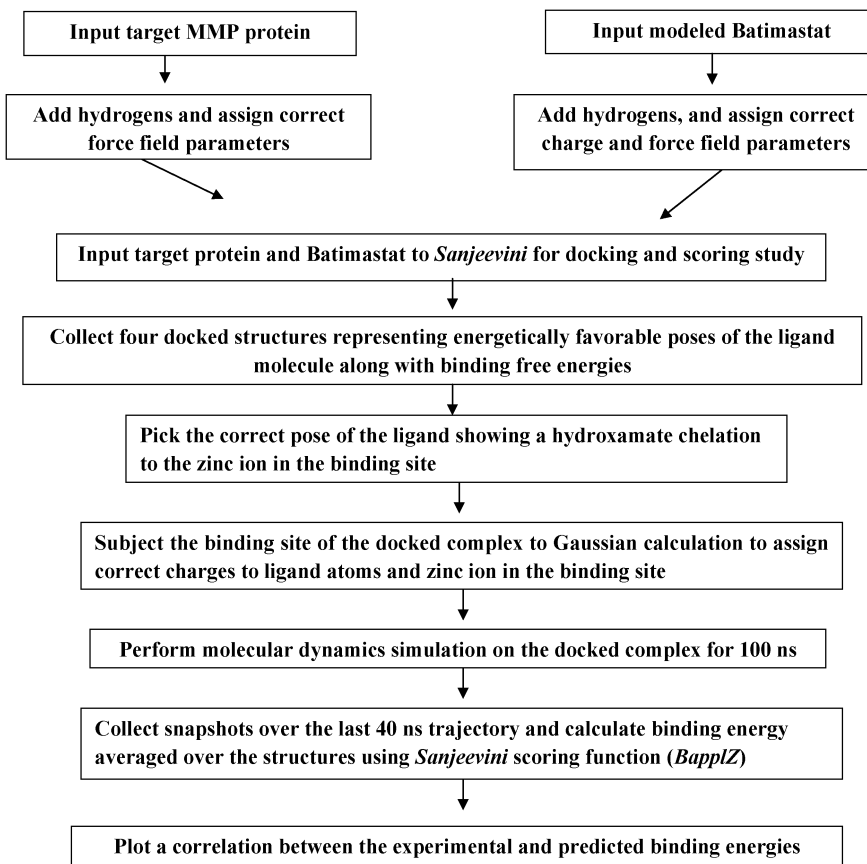 Input target MMP protein
Input modeled Batimastat
Add hydrogens and assign correct
force field parameters
Add hydrogens, and assign correct
charge and force field parameters
Input target protein and Batimastat to Sanjeevini for docking and scoring study
Collect four docked structures representing energetically favorable poses of the ligand
molecule along with binding free energies
Pick the correct pose of the ligand showing a hydroxamate chelation
to the zinc ion in the binding site
Subject the binding site of the docked complex to Gaussian calculation to assign
correct charges to ligand atoms and zinc ion in the binding site
Perform molecular dynamics simulation on the docked complex for 100 ns
Collect snapshots over the last 40 ns trajectory and calculate binding energy
averaged over the structures using Sanjeevini scoring function (BapplZ)
Plot a correlation between the experimental and predicted binding energies